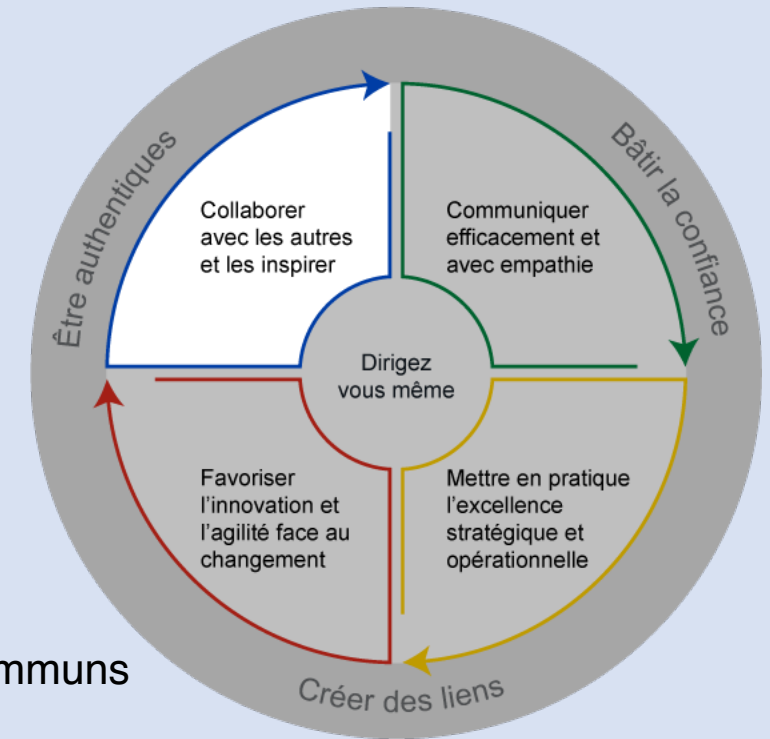 Être authentiques
Bâtir la confiance
Collaborer
avec les autres
et les inspirer
Communiquer
efficacement et
avec empathie
Dirigez
vous même
Favoriser
l'innovation et
l'agilité face au
changement
Mettre en pratique
l'excellence
stratégique et
opérationnelle
Créer des liens